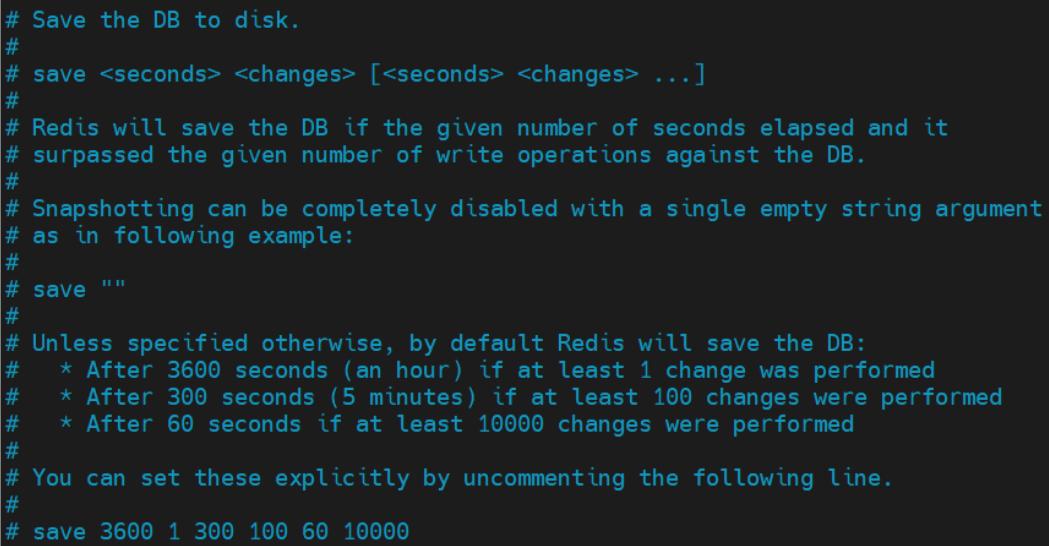 # Save the DB to disk.
#
# save <seconds> <changes> [<seconds> <changes> ...]
#
# Redis will save the DB if the given number of seconds elapsed and it
# surpassed the given number of write operations against the DB.
#
# Snapshotting can be completely disabled with a single empty string argument
# as in following example:
#
# save ""
#
# Unless specified otherwise, by default Redis will save the DB:
#   * After 3600 seconds (an hour) if at least 1 change was performed
#   * After 300 seconds (5 minutes) if at least 100 changes were performed
#   * After 60 seconds if at least 10000 changes were performed
#
# You can set these explicitly by uncommenting the following line.
#
# save 3600 1 300 100 60 10000